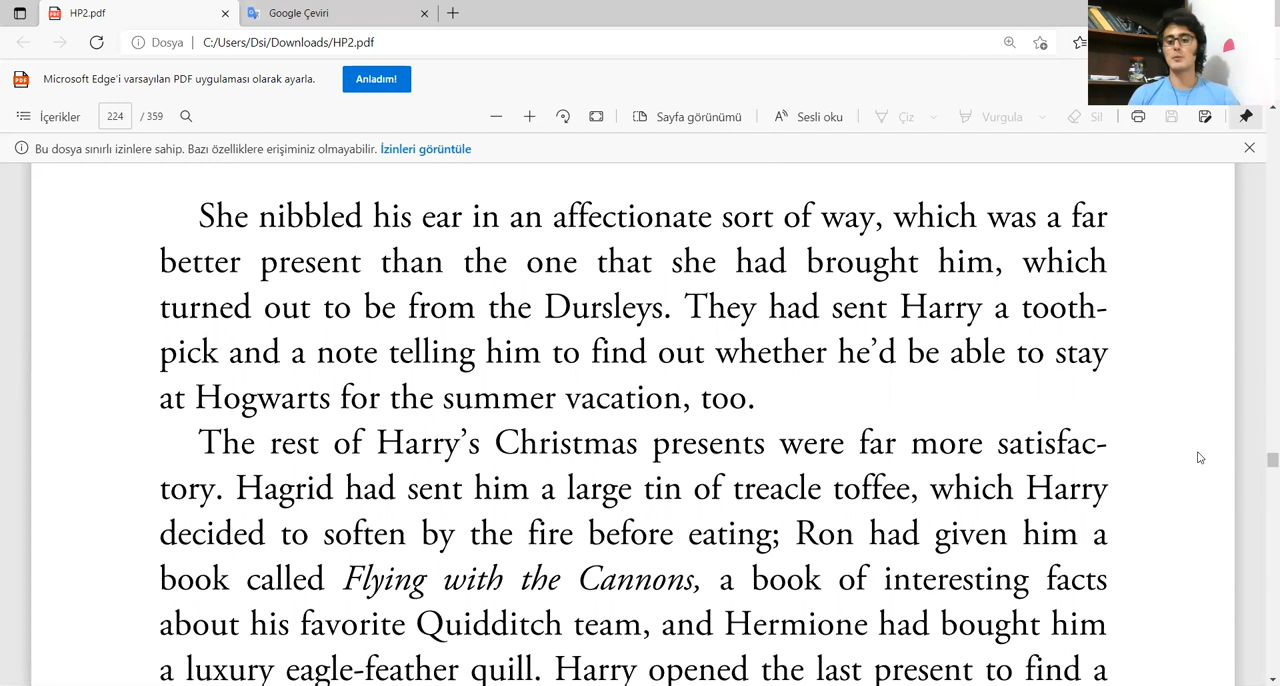 HP2.pdf
Google Çeviri
Dosya
C:/Users/Dsi/Downloads/HP2.pdf
Microsoft Edge'i varsayılan PDF uygulaması olarak ayarla.
Anladım!
İçerikler
224
/ 359
Sayfa görünümü
Sesli oku
Çiz
Vurgula
Sil
Bu dosya sınırlı izinlere sahip. Bazı özelliklere erişiminiz olmayabilir. İzinleri görüntüle
She nibbled his ear in an affectionate sort of way, which was a far
better present than the one that she had brought him, which
turned out to be from the Dursleys. They had sent Harry a tooth-
pick and a note telling him to find out whether he'd be able to stay
at Hogwarts for the summer vacation, too.
The rest of Harry's Christmas presents were far more satisfac-
tory. Hagrid had sent him a large tin of treacle toffee, which Harry
decided to soften by the fire before eating; Ron had given him a
book called Flying with the Cannons, a book of interesting facts
about his favorite Quidditch team, and Hermione had bought him
a luxury eagle-feather quill. Harry opened the last present to find a